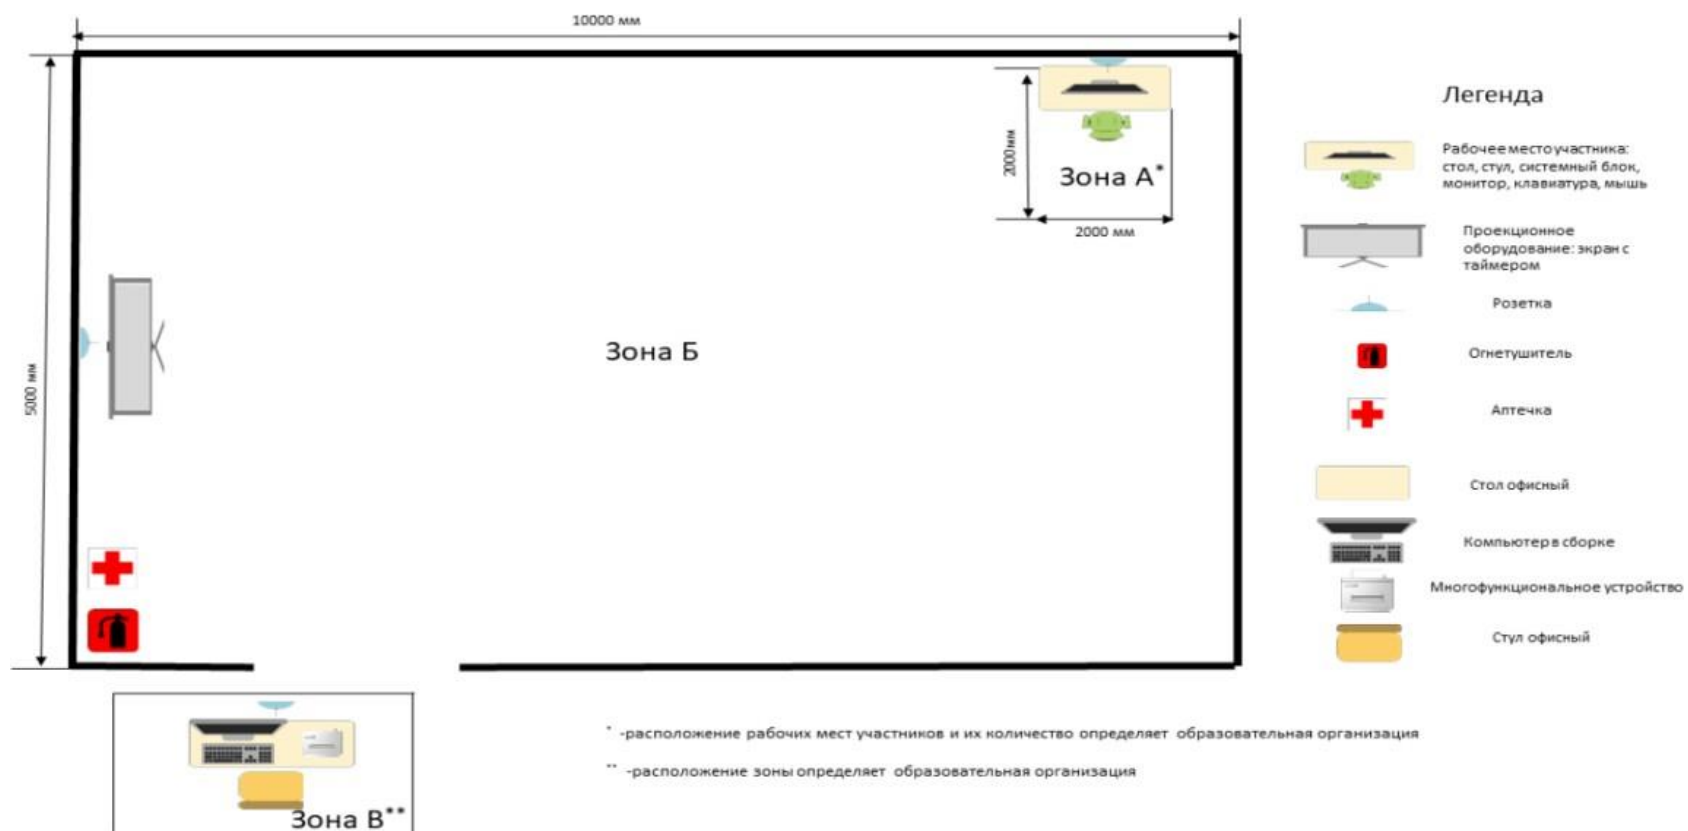 10000 мм
5000 мм
2000мм
Зона А*
2000 мм
Зона Б
Легенда
Рабочее место участника:
стол, стул, системный блок,
монитор, клавиатура, мышь
Проекционное
оборудование: экран с
таймером
Розетка
Огнетушитель
Аптечка
Стол офисный
Компьютер в сборке
Многофункциональное устройство
Стул офисный
Зона В**
* -расположение рабочих мест участников и их количество определяет образовательная организация
** -расположение зоны определяет образовательная организация